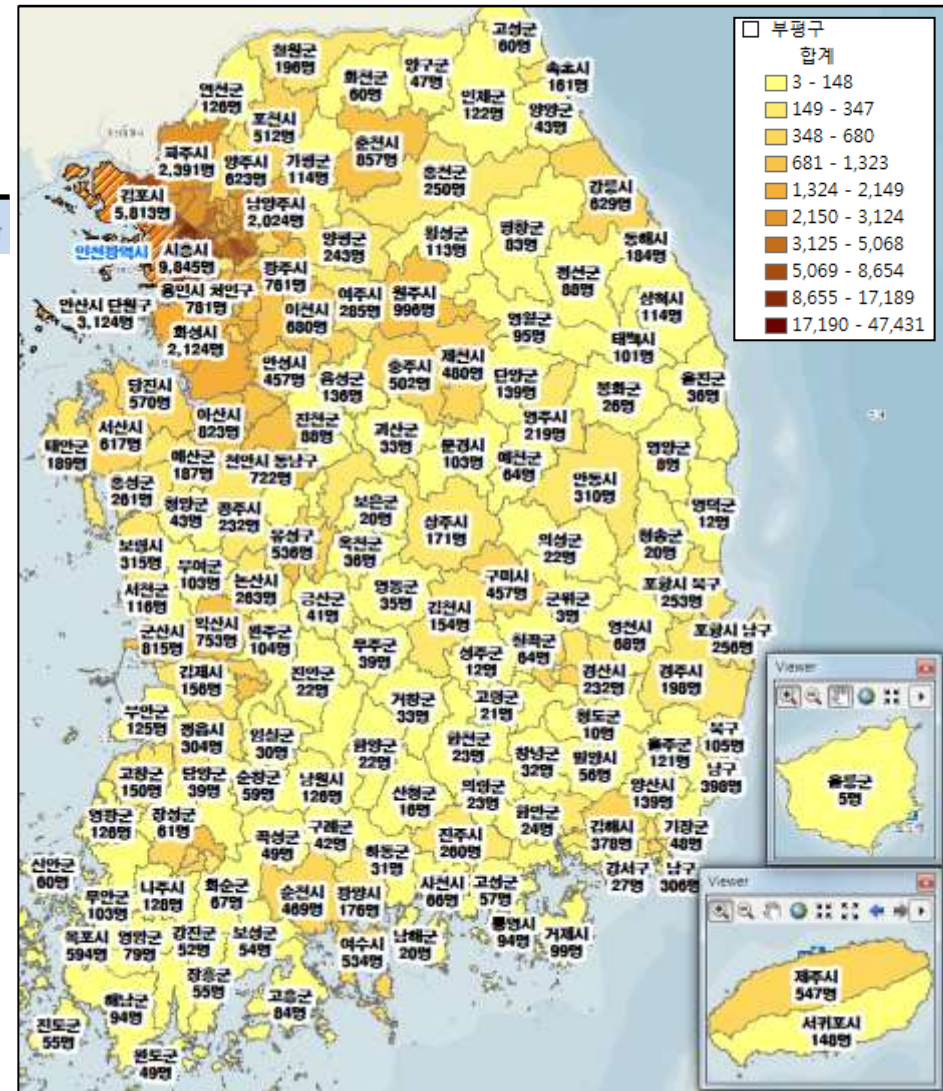 부평구
합계
3 - 148
149 - 347
348 - 680
681 - 1,323
1,324 - 2,149
2,150 - 3,124
3,125 - 5,068
5,069 - 8,654
8,655 - 17,189
17,190 - 47,431
고성군
60명
철원군
196명
화천군
60명
양구군
47명
속초시
161명
연천군
126명
인제군
122명
양양군
43명
포천시
512명
춘천시
857명
파주시
2,391명
양주시
623명
가평군
114명
홍천군
250명
강릉시
629명
김포시
5,813명
남양주시
2,024명
양평군
243명
횡성군
113명
평창군
83명
동해시
184명
인천광역시
시흥시
9,845명
광주시
761명
정선군
88명
용인시 처인구
781명
여주시
285명
원주시
996명
삼척시
114명
안산시 단원구
3,124명
이천시
680명
영월군
95명
화성시
2,124명
태백시
101명
안성시
457명
음성군
136명
충주시
502명
제천시
480명
단양군
139명
봉화군
26명
울진군
36명
당진시
570명
아산시
823명
진천군
88명
괴산군
33명
영주시
219명
서산시
617명
문경시
103명
예천군
64명
영양군
8명
태안군
189명
예산군
187명
천안시 동남구
722명
안동시
310명
홍성군
261명
청양군
43명
공주시
232명
보은군
20명
영덕군
12명
상주시
171명
유성구
536명
옥천군
36명
의성군
22명
청송군
20명
보령시
315명
부여군
103명
논산시
263명
영동군
35명
구미시
457명
포항시 북구
253명
서천군
116명
금산군
41명
김천시
154명
군위군
3명
군산시
815명
익산시
753명
완주군
104명
무주군
39명
칠곡군
64명
영천시
68명
포항시 남구
256명
성주군
12명
김제시
156명
진안군
22명
경산시
232명
경주시
198명
거창군
33명
고령군
21명
부안군
125명
정읍시
304명
임실군
30명
청도군
10명
함양군
22명
합천군
23명
창녕군
32명
밀양시
56명
울주군
121명
북구
105명
고창군
150명
담양군
39명
순창군
59명
남원시
126명
산청군
16명
의령군
23명
양산시
139명
남구
398명
영광군
126명
장성군
61명
함안군
24명
곡성군
49명
구례군
42명
진주시
260명
김해시
378명
기장군
48명
하동군
31명
신안군
60명
강서구
27명
남구
306명
무안군
103명
나주시
128명
화순군
67명
순천시
469명
광양시
176명
사천시
66명
고성군
57명
통영시
94명
거제시
99명
목포시
594명
영암군
79명
강진군
52명
보성군
54명
여수시
534명
남해군
20명
장흥군
55명
해남군
94명
고흥군
84명
진도군
55명
완도군
49명
Viewer
울릉군
5명
Viewer
제주시
547명
서귀포시
148명